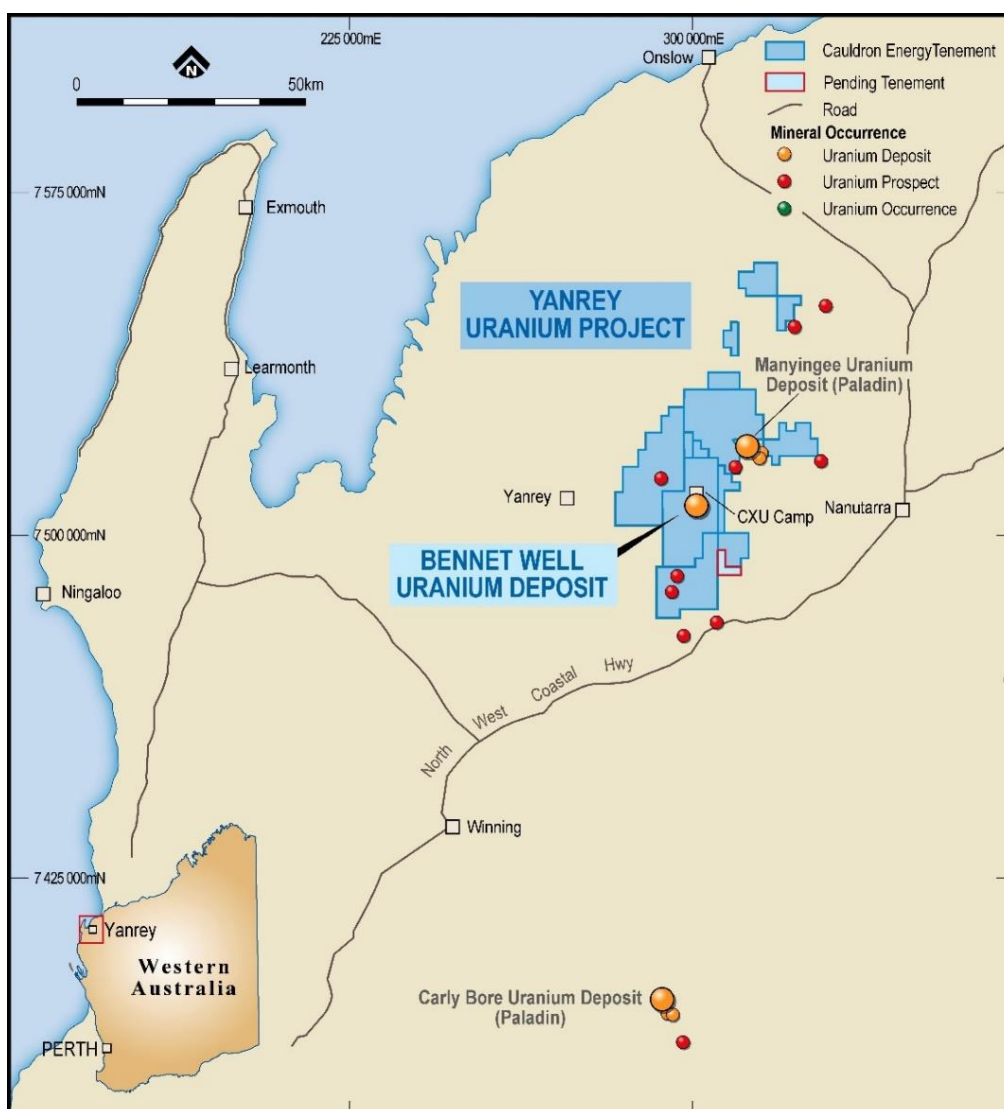 225 000mE
300 000mE
Onslow
N
0
50km
Cauldron EnergyTenement
Pending Tenement
Road
Mineral Occurrence
Uranium Deposit
Uranium Prospect
Uranium Occurrence
7 575 000mN
Exmouth
Learmonth
YANREY
URANIUM PROJECT
Manyingee Uranium
Deposit (Paladin)
Yanrey
CXU Camp
Nanutarra
7 500 000mN
BENNET WELL
URANIUM DEPOSIT
Ningaloo
North West Coastal Hwy
Winning
7 425 000mN
Yanrey
Western
Australia
PERTH
Carly Bore Uranium Deposit
(Paladin)